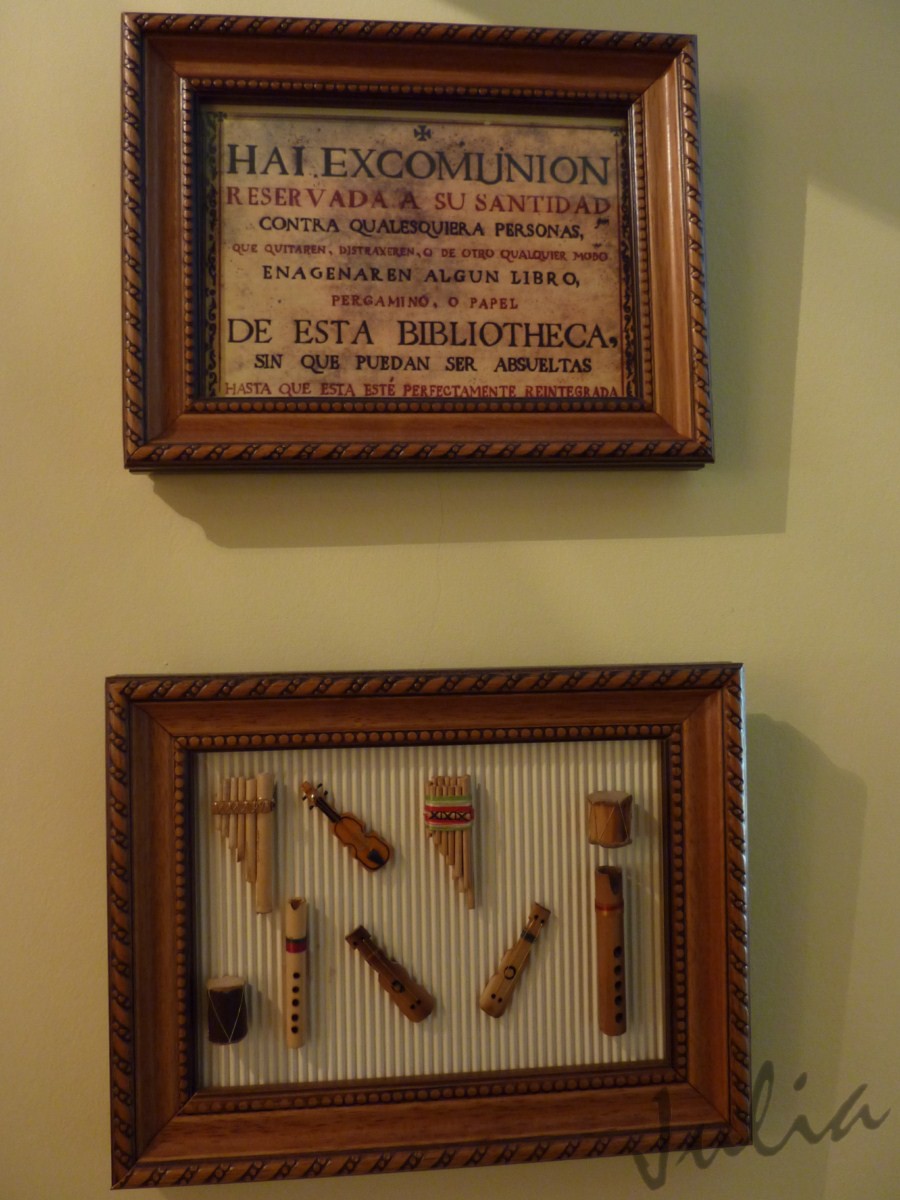 HAI.EXCOMUNION
RESERVADA A SU SANTIDAD
CONTRA QUALESQUIERA PERSONAS,
QUE QUITAREN, DISTRAXEREN, O DE OTRO QUALQUIER MODO
ENAGENAREN ALGUN LIBRO,
PERGAMINO, O PAPEL
DE ESTA BIBLIOTHECA,
SIN QUE PUEDAN SER ABSUELTAS
HASTA QUE ESTA ESTÉ PERFECTAMENTE REINTEGRADA
Julia